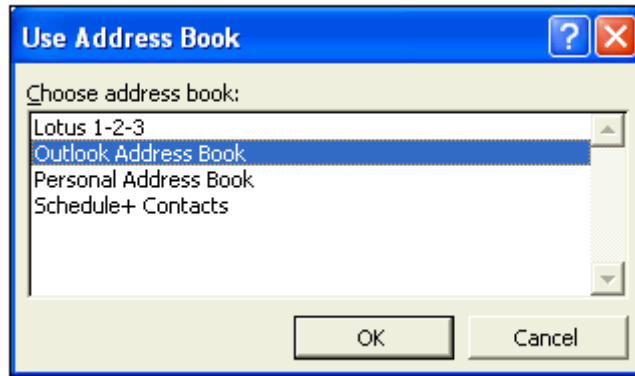 Use Address Book
?
Choose address book:
Lotus 1-2-3
Outlook Address Book
Personal Address Book
Schedule+ Contacts
OK Cancel